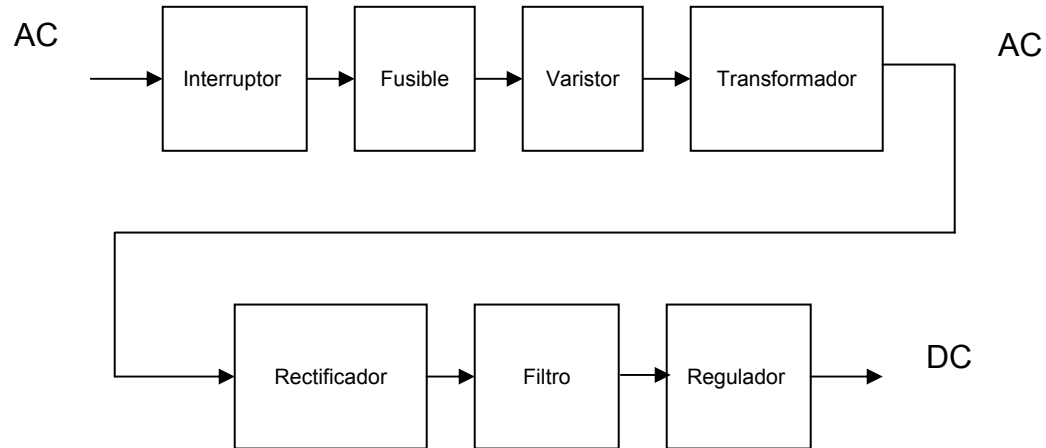 AC
Interruptor
Fusible
Varistor
Transformador
AC
Rectificador
Filtro
Regulador
DC